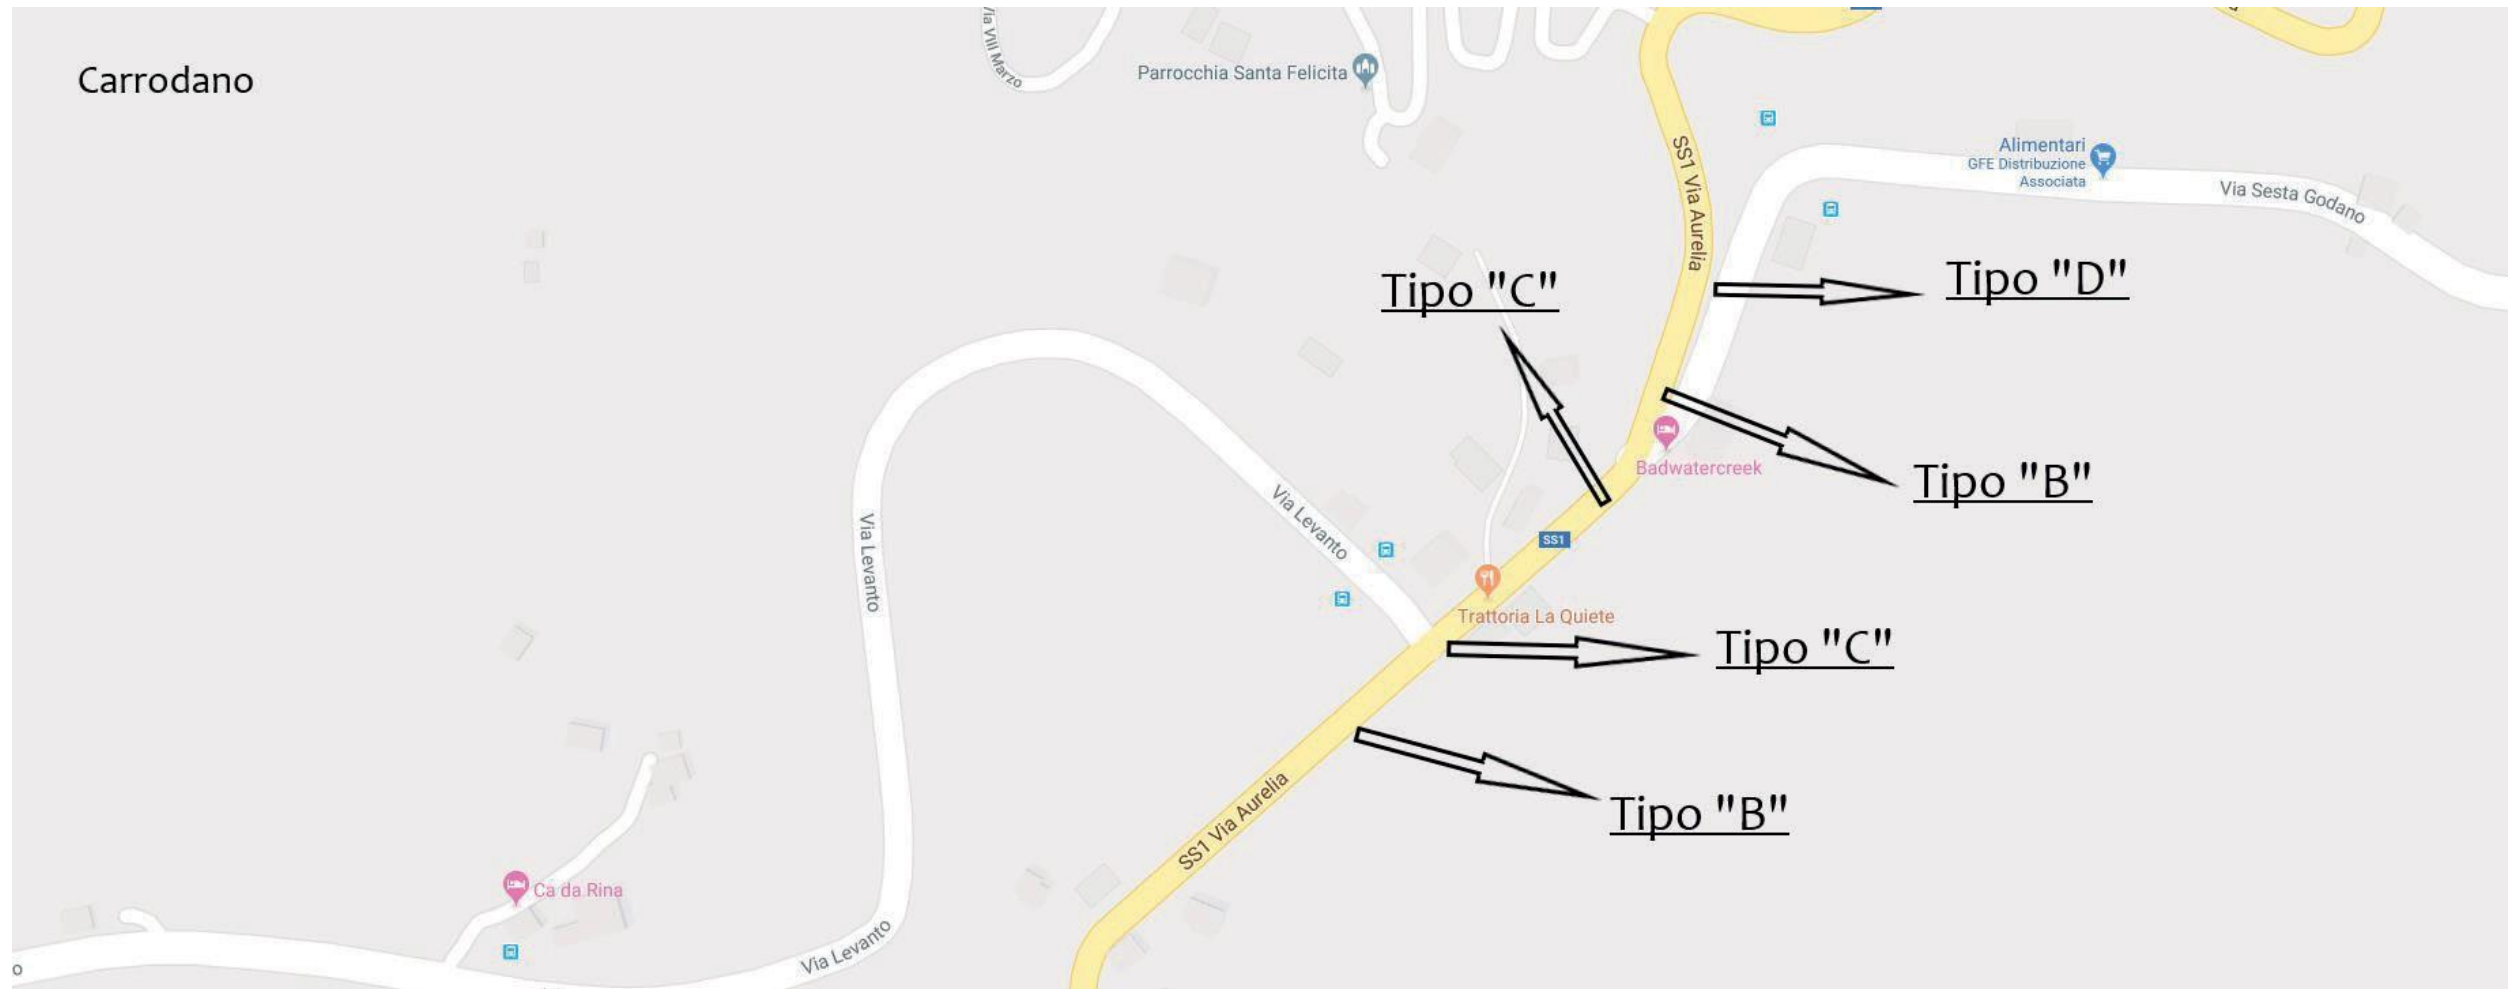 Carrodano
Via VIII Marzo
Parrocchia Santa Felicita
SS1 Via Aurelia
Alimentari
GFE Distribuzione
Associata
Via Sesta Godano
Tipo "C"
Tipo "D"
Badwatercreek
Tipo "B"
Via Levanto
Via Levanto
SS1
Trattoria La Quiete
Tipo "C"
Tipo "B"
SS1 Via Aurelia
Ca da Rina
Via Levanto
o